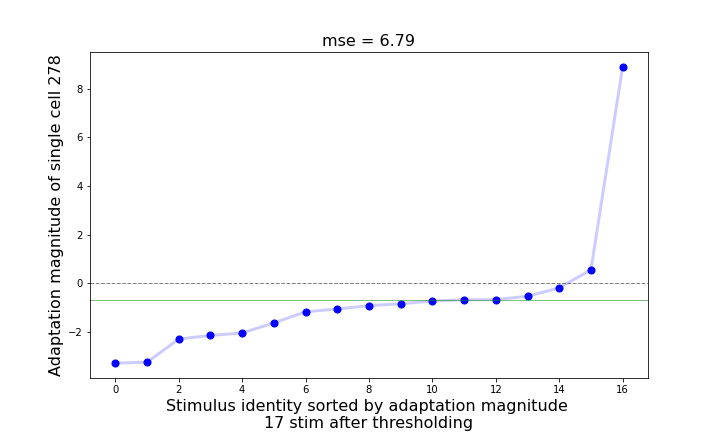 mse = 6.79
Adaptation magnitude of single cell 278
8
6
4
2
0
−2
0 2 4 6 8 10 12 14 16
Stimulus identity sorted by adaptation magnitude
17 stim after thresholding